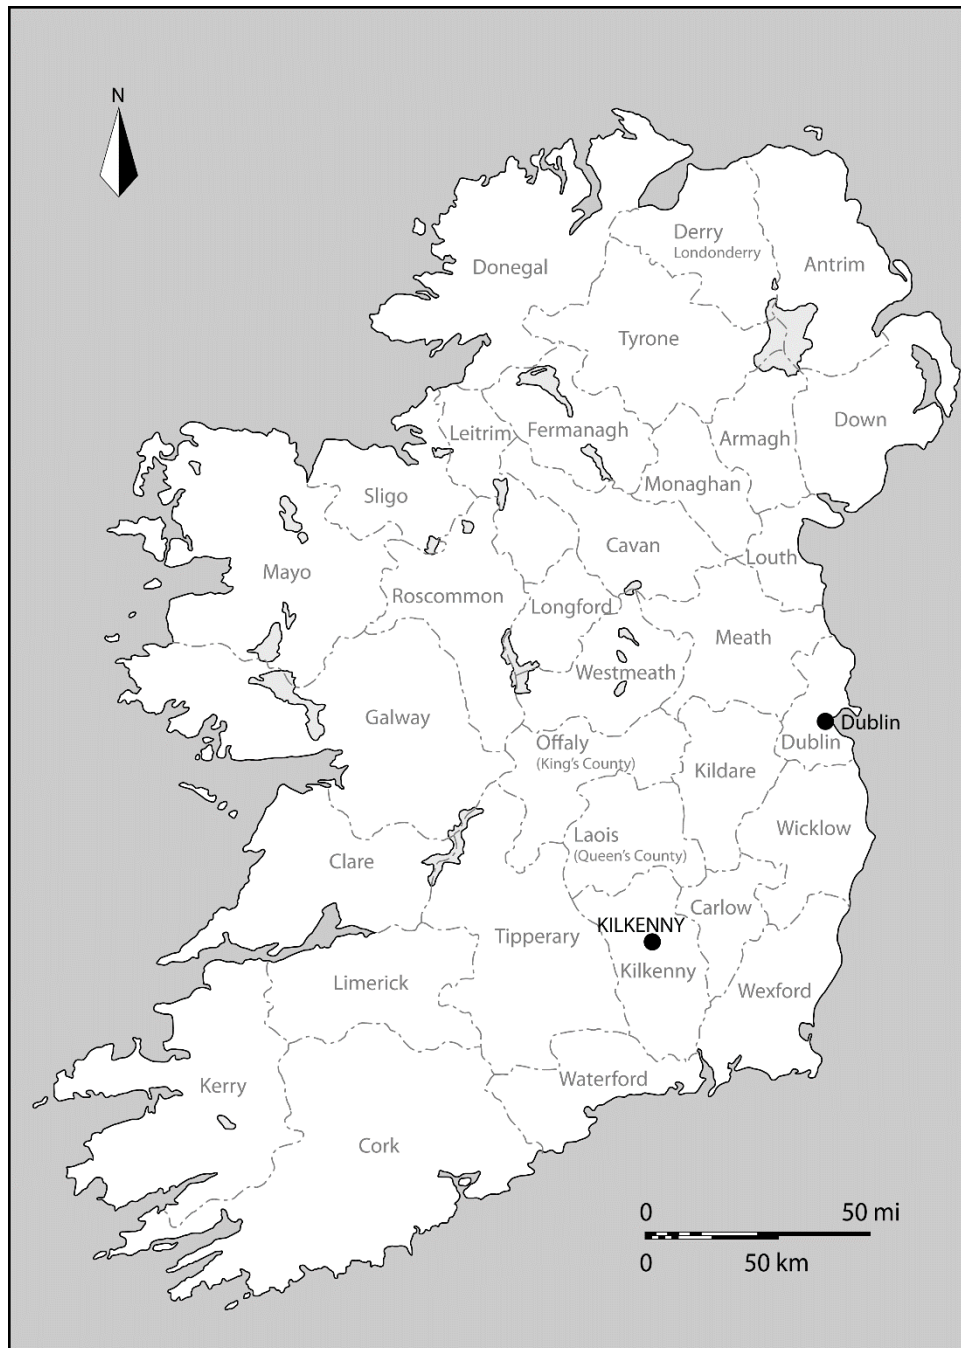 N
Derry
Londonderry
Antrim
Donegal
Tyrone
Down
Leitrim
Fermanagh
Armagh
Monaghan
Sligo
Cavan
Louth
Mayo
Roscommon
Longford
Meath
Westmeath
Galway
Dublin
Offaly
(King's County)
Dublin
Kildare
Wicklow
Laois
(Queen's County)
Clare
Carlow
KILKENNY
Tipperary
Kilkenny
Limerick
Wexford
Waterford
Kerry
Cork
0 50 mi
0 50 km